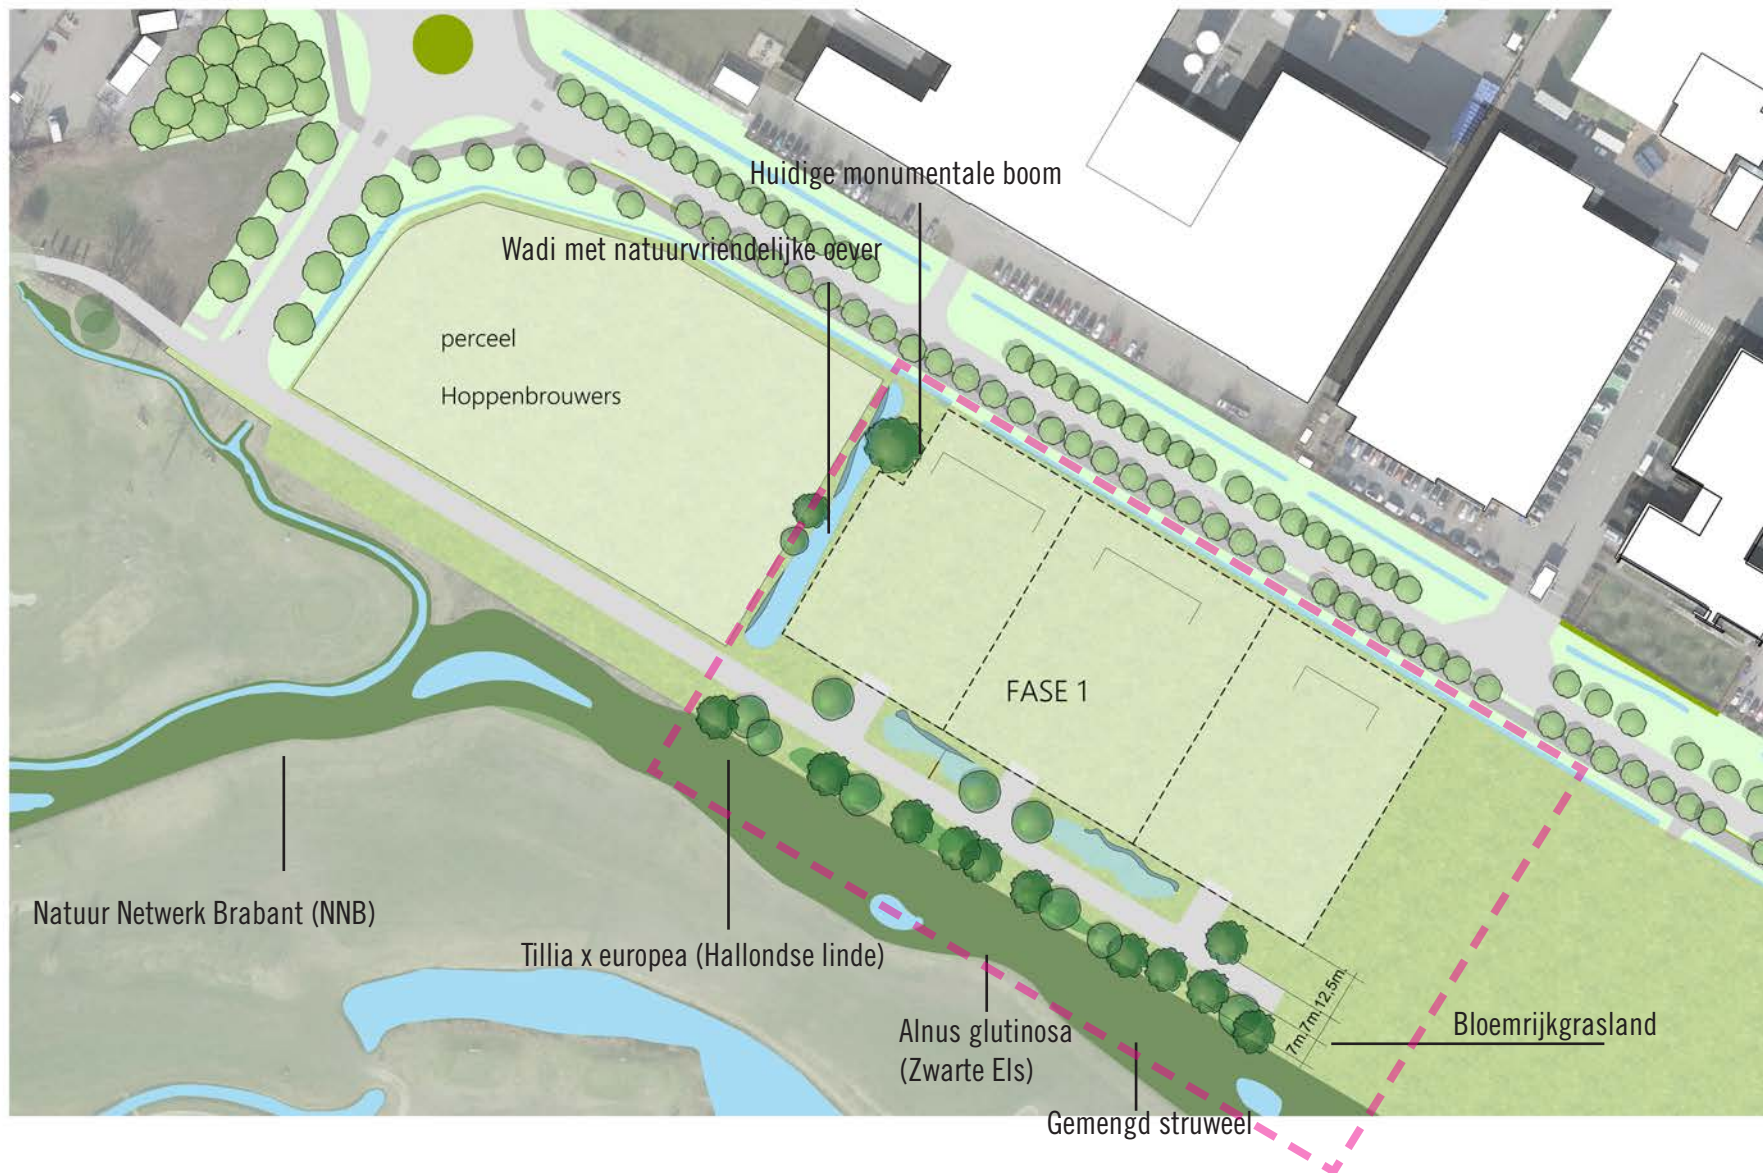 Huidige monumentale boom
Wadi met natuurvriendelijke oever
perceel
Hoppenbrouwers
FASE 1
Natuur Netwerk Brabant (NNB)
Tillia x europea (Hallondse linde)
Alnus glutinosa
(Zwarte Els)
Gemengd struweel
7m.7m.12,5m.
Bloemrijkgrasland